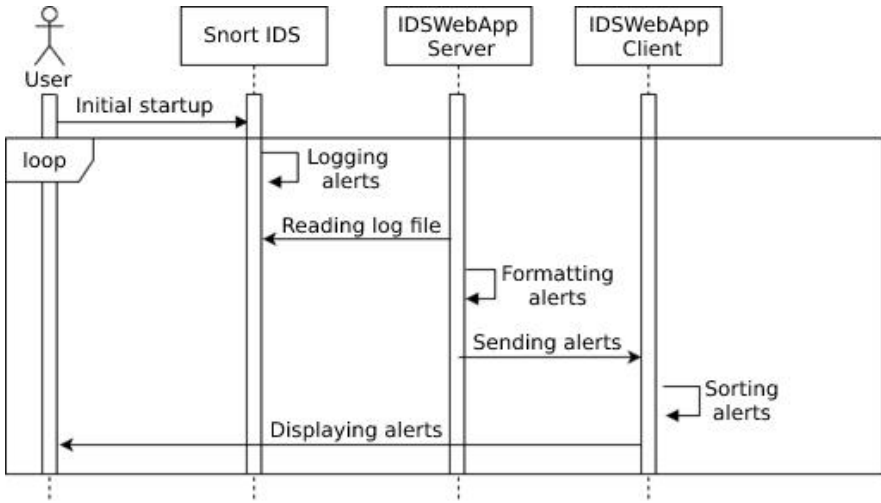 User
Snort IDS
IDSWebApp
Server
IDSWebApp
Client
Initial startup
loop
Logging
alerts
Reading log file
Formatting
alerts
Sending alerts
Sorting
alerts
Displaying alerts